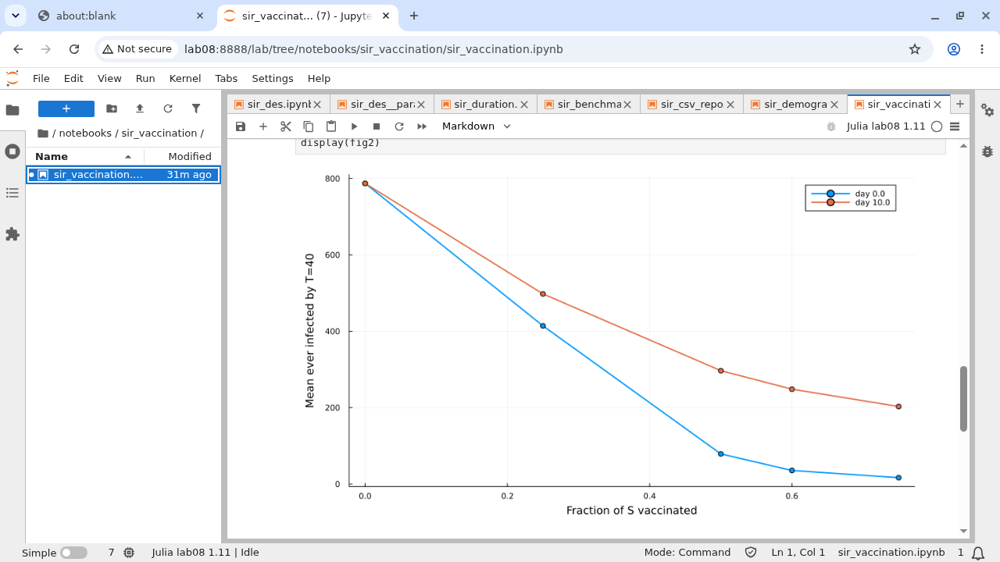 about:blank
sir_vaccinat… (7) - Jupyte
Not secure
lab08:8888/lab/tree/notebooks/sir_vaccination/sir_vaccination.ipynb
File Edit View Run Kernel Tabs Settings Help
/ notebooks / sir_vaccination /
Name Modified
sir_vaccination.… 31m ago
sir_des.ipynb
sir_des__par
sir_duration.
sir_benchma
sir_csv_repo
sir_demogra
sir_vaccinati
Markdown
Julia lab08 1.11
display(fig2)
800
600
400
200
0
Mean ever infected by T=40
day 0.0
day 10.0
0.0 0.2 0.4 0.6
Fraction of S vaccinated
Simple 7 Julia lab08 1.11 | Idle Mode: Command Ln 1, Col 1 sir_vaccination.ipynb 1